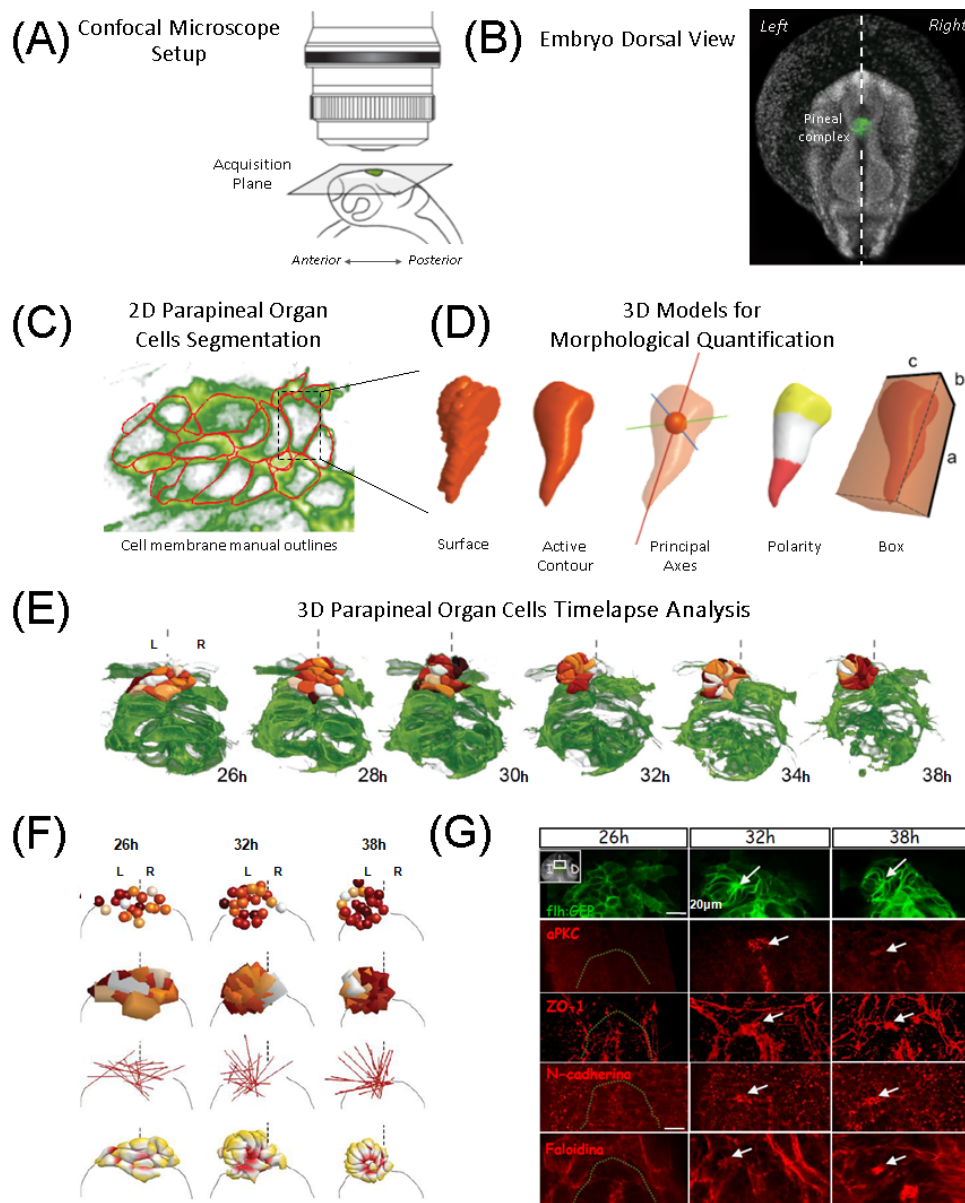 (A)
Confocal Microscope
Setup
Acquisition
Plane
Anterior
Posterior
(B)
Embryo Dorsal View
Left
Right
Pineal
complex
(C)
2D Parapineal Organ
Cells Segmentation
Cell membrane manual outlines
(D)
3D Models for
Morphological Quantification
c
b
a
Surface
Active
Contour
Principal
Axes
Polarity
Box
(E)
3D Parapineal Organ Cells Timelapse Analysis
L R
26h
28h
30h
32h
34h
38h
(F)
26h 32h 38h
L R L R L R
(G)
26h 32h 38h
I D
flh:GFP
20µm
aPKC
ZO-1
N-cadherina
Faloidina